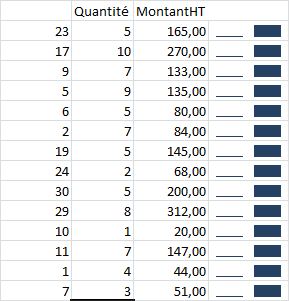 Quantité MontantHT
23 5 165,00
17 10 270,00
9 7 133,00
5 9 135,00
6 5 80,00
2 7 84,00
19 5 145,00
24 2 68,00
30 5 200,00
29 8 312,00
10 1 20,00
11 7 147,00
1 4 44,00
7 3 51,00